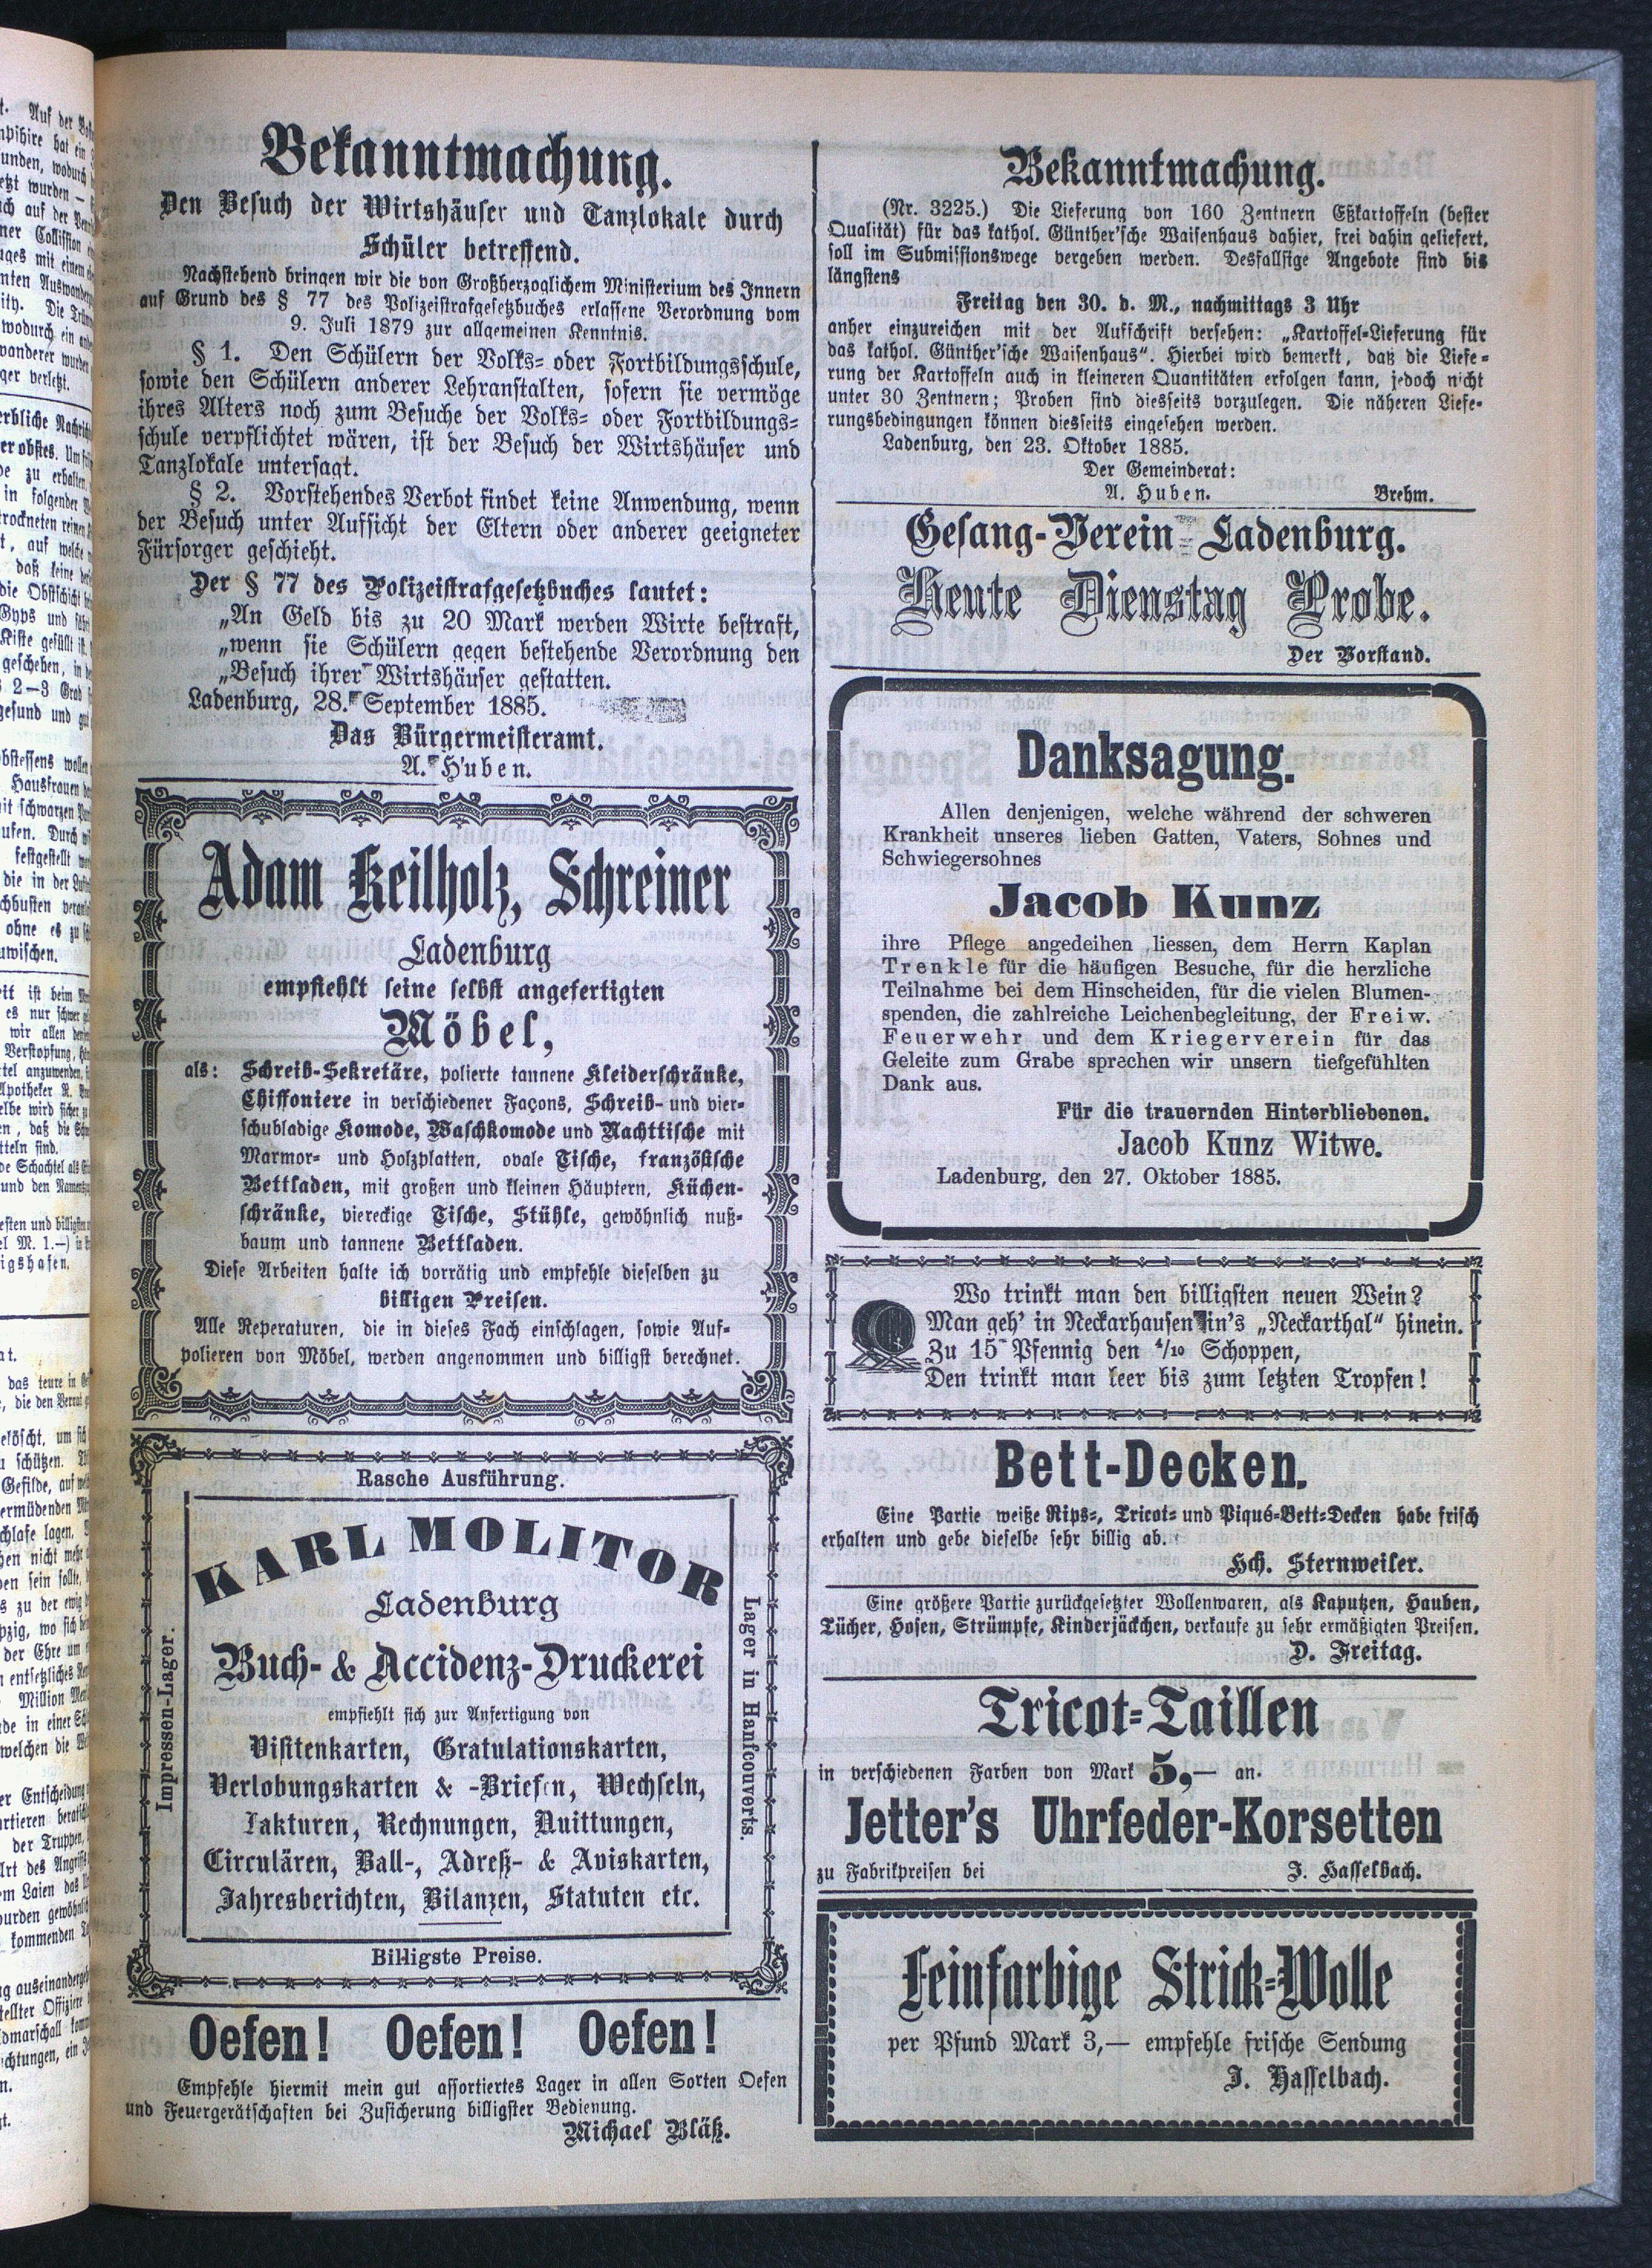 Bekanntmachung.
Den Besuch der Wirtshäuser und Tanzlokale durch
Schüler betreffend.
Nachstehend bringen wir die von Großherzoglichem Ministerium des Innern
auf Grund des § 77 des Polizeistrafgesetzbuches erlassene Verordnung vom
9. Juli 1879 zur allgemeinen Kenntnis.
§ 1. Den Schülern der Volks- oder Fortbildungsschule,
sowie den Schülern anderer Lehranstalten, sofern sie vermöge
ihres Alters noch zum Besuche der Volks- oder Fortbildungs-
schule verpflichtet wären, ist der Besuch der Wirtshäuser und
Tanzlokale untersagt.
§ 2. Vorstehendes Verbot findet keine Anwendung, wenn
der Besuch unter Aufsicht der Eltern oder anderer geeigneter
Fürsorger geschieht.
Der § 77 des Polizeistrafgesetzbuches lautet:
„An Geld bis zu 20 Mark werden Wirte bestraft,
„wenn sie Schülern gegen bestehende Verordnung den
„Besuch ihrer Wirtshäuser gestatten.
Ladenburg, 28. September 1885.
Das Bürgermeisteramt.
A. Huben.
Adam Keilholz, Schreiner
Ladenburg
empfiehlt seine selbst angefertigten
Möbel,
als: Schreib-Sekretäre, polierte tannene Kleiderschränke,
Chiffoniere in verschiedener Façons, Schreib- und vier-
schubladige Komode, Waschkomode und Nachttische mit
Marmor- und Holzplatten, ovale Tische, französische
Bettladen, mit großen und kleinen Häuptern, Küchen-
schränke, viereckige Tische, Stühle, gewöhnlich nuß-
baum und tannene Bettladen.
Diese Arbeiten halte ich vorrätig und empfehle dieselben zu
billigen Preisen.
Alle Reperaturen, die in dieses Fach einschlagen, sowie Auf-
polieren von Möbel, werden angenommen und billigst berechnet.
Rasche Ausführung.
Impressen-Lager.
KARL MOLITOR
Ladenburg
Buch- & Accidenz-Druckerei
empfiehlt sich zur Anfertigung von
Visitenkarten, Gratulationskarten,
Verlobungskarten & -Briefen, Wechseln,
Fakturen, Rechnungen, Quittungen,
Circulären, Ball-, Adreß- & Aviskarten,
Jahresberichten, Bilanzen, Statuten etc.
Lager in Hanfcouverts.
Billigste Preise.
Oefen! Oefen! Oefen!
Empfehle hiermit mein gut assortiertes Lager in allen Sorten Oefen
und Feuergerätschaften bei Zusicherung billigster Bedienung.
Michael Bläß.
Bekanntmachung.
(Nr. 3225.) Die Lieferung von 160 Zentnern Eßkartoffeln (bester
Qualität) für das kathol. Günther'sche Waisenhaus dahier, frei dahin geliefert,
soll im Submissionswege vergeben werden. Desfallsige Angebote sind bis
längstens
Freitag den 30. d. M., nachmittags 3 Uhr
anher einzureichen mit der Aufschrift versehen: „Kartoffel-Lieferung für
das kathol. Günther'sche Waisenhaus“. Hierbei wird bemerkt, daß die Liefe-
rung der Kartoffeln auch in kleineren Quantitäten erfolgen kann, jedoch nicht
unter 30 Zentnern; Proben sind diesseits vorzulegen. Die näheren Liefe-
rungsbedingungen können diesseits eingesehen werden.
Ladenburg, den 23. Oktober 1885.
Der Gemeinderat:
A. Huben. Brehm.
Gesang-Verein Ladenburg.
Heute Dienstag Probe.
Der Vorstand.
Danksagung.
Allen denjenigen, welche während der schweren
Krankheit unseres lieben Gatten, Vaters, Sohnes und
Schwiegersohnes
Jacob Kunz
ihre Pflege angedeihen liessen, dem Herrn Kaplan
Trenkle für die häufigen Besuche, für die herzliche
Teilnahme bei dem Hinscheiden, für die vielen Blumen-
spenden, die zahlreiche Leichenbegleitung, der Freiw.
Feuerwehr und dem Kriegerverein für das
Geleite zum Grabe sprechen wir unsern tiefgefühlten
Dank aus.
Für die trauernden Hinterbliebenen.
Jacob Kunz Witwe.
Ladenburg, den 27. Oktober 1885.
Wo trinkt man den billigsten neuen Wein?
Man geh' in Neckarhausen in's „Neckarthal“ hinein.
Zu 15 Pfennig den 4/10 Schoppen,
Den trinkt man leer bis zum letzten Tropfen!
Bett-Decken.
Eine Partie weiße Rips-, Tricot- und Piqué-Bett-Decken habe frisch
erhalten und gebe dieselbe sehr billig ab.
Hch. Sternweiler.
Eine größere Partie zurückgesetzter Wollenwaren, als Kaputzen, Hauben,
Tücher, Hosen, Strümpfe, Kinderjäckchen, verkaufe zu sehr ermäßigten Preisen.
D. Freitag.
Tricot-Taillen
in verschiedenen Farben von Mark 5,— an.
Jetter's Uhrfeder-Korsetten
zu Fabrikpreisen bei J. Hasselbach.
Feinfarbige Strick-Wolle
per Pfund Mark 3,— empfehle frische Sendung
J. Hasselbach.